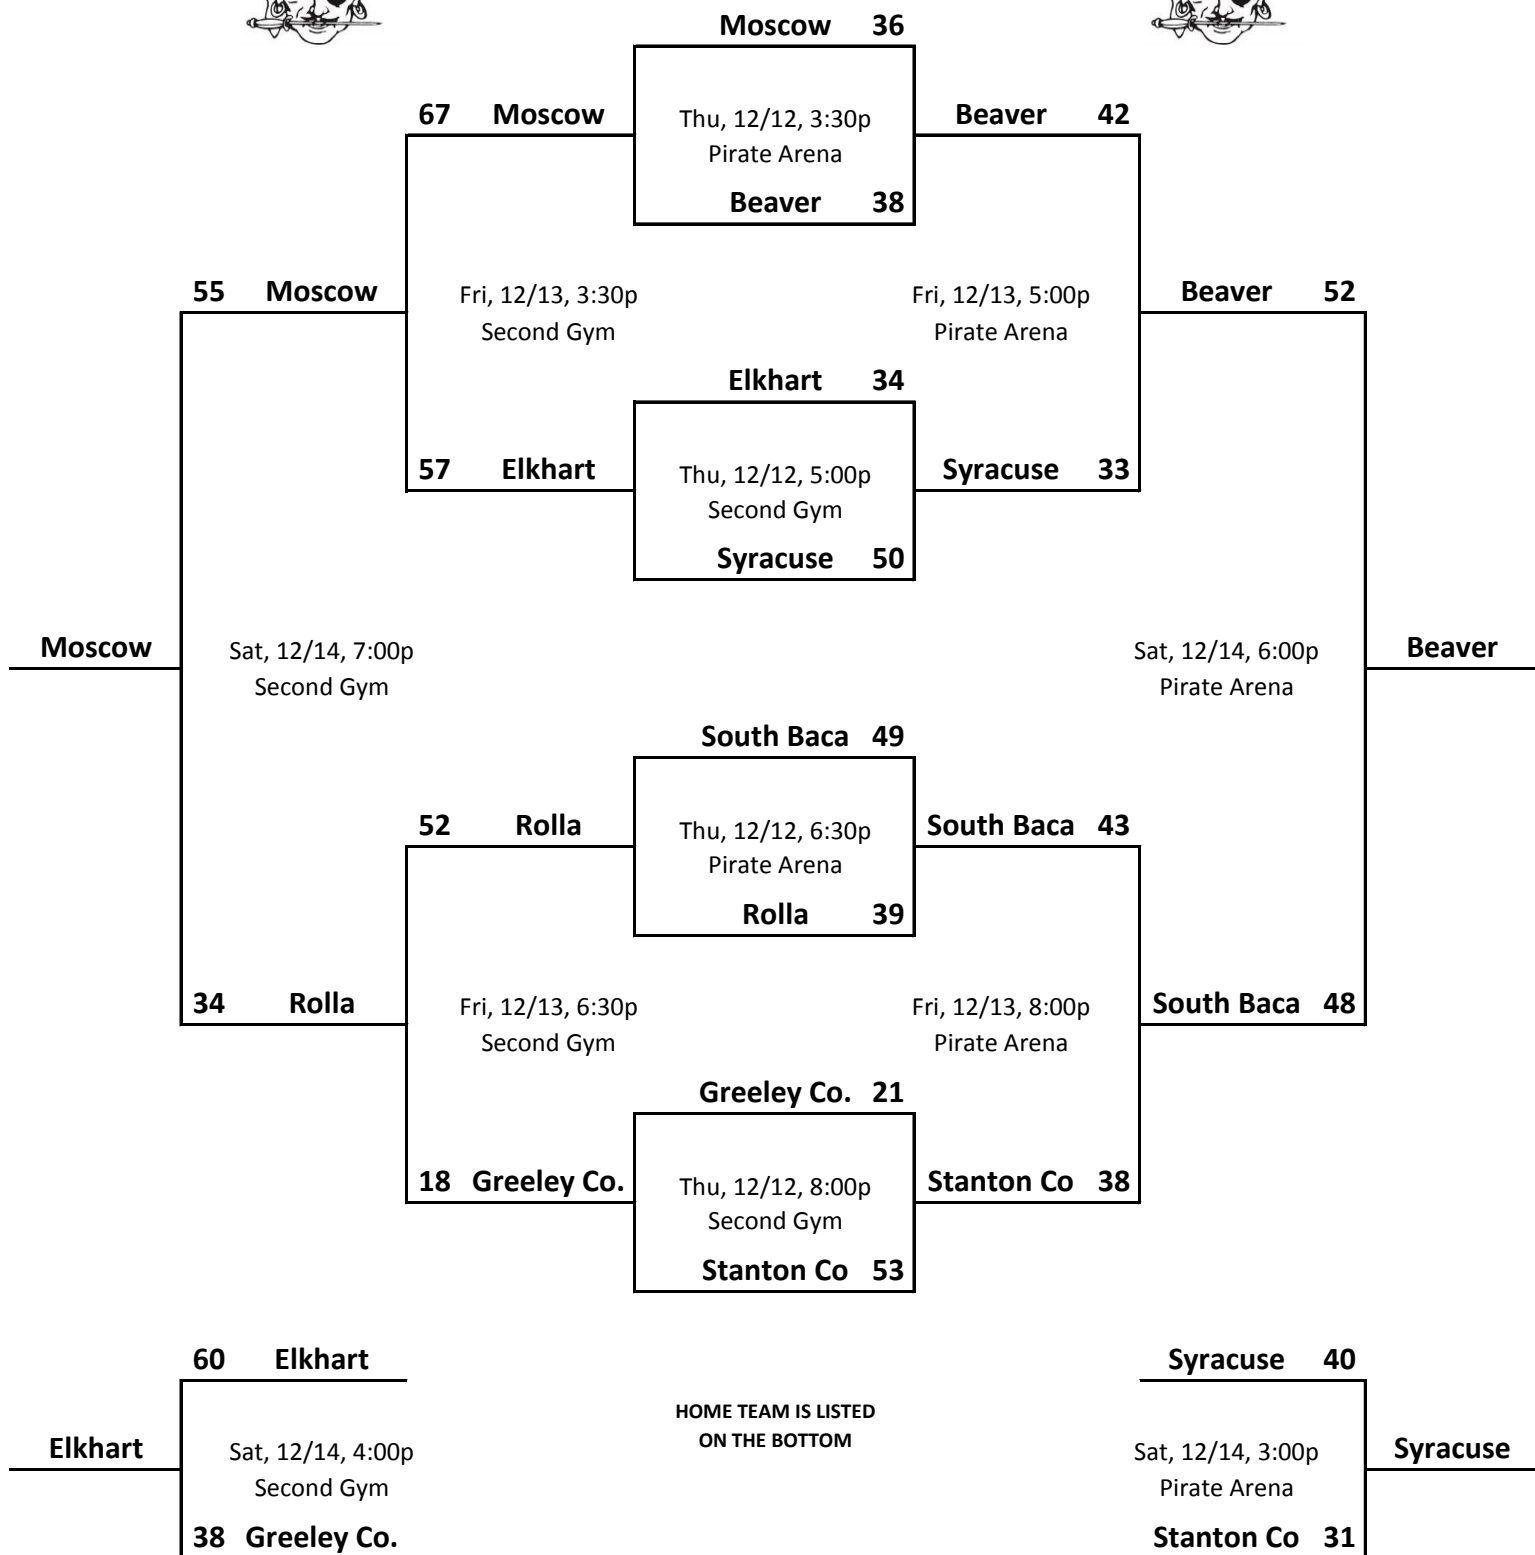 Moscow 36
67 Moscow
Thu, 12/12, 3:30p
Beaver 42
Pirate Arena
Beaver 38
55 Moscow
Fri, 12/13, 3:30p
Fri, 12/13, 5:00p
Beaver 52
Second Gym
Pirate Arena
Elkhart 34
57 Elkhart
Thu, 12/12, 5:00p
Syracuse 33
Second Gym
Syracuse 50
Moscow
Sat, 12/14, 7:00p
Sat, 12/14, 6:00p
Beaver
Second Gym
Pirate Arena
South Baca 49
52 Rolla
Thu, 12/12, 6:30p
South Baca 43
Pirate Arena
Rolla 39
34 Rolla
Fri, 12/13, 6:30p
Fri, 12/13, 8:00p
South Baca 48
Second Gym
Pirate Arena
Greeley Co. 21
18 Greeley Co.
Thu, 12/12, 8:00p
Stanton Co 38
Second Gym
Stanton Co 53
60 Elkhart
Syracuse 40
HOME TEAM IS LISTED
ON THE BOTTOM
Elkhart
Sat, 12/14, 4:00p
Sat, 12/14, 3:00p
Syracuse
Second Gym
Pirate Arena
38 Greeley Co.
Stanton Co 31